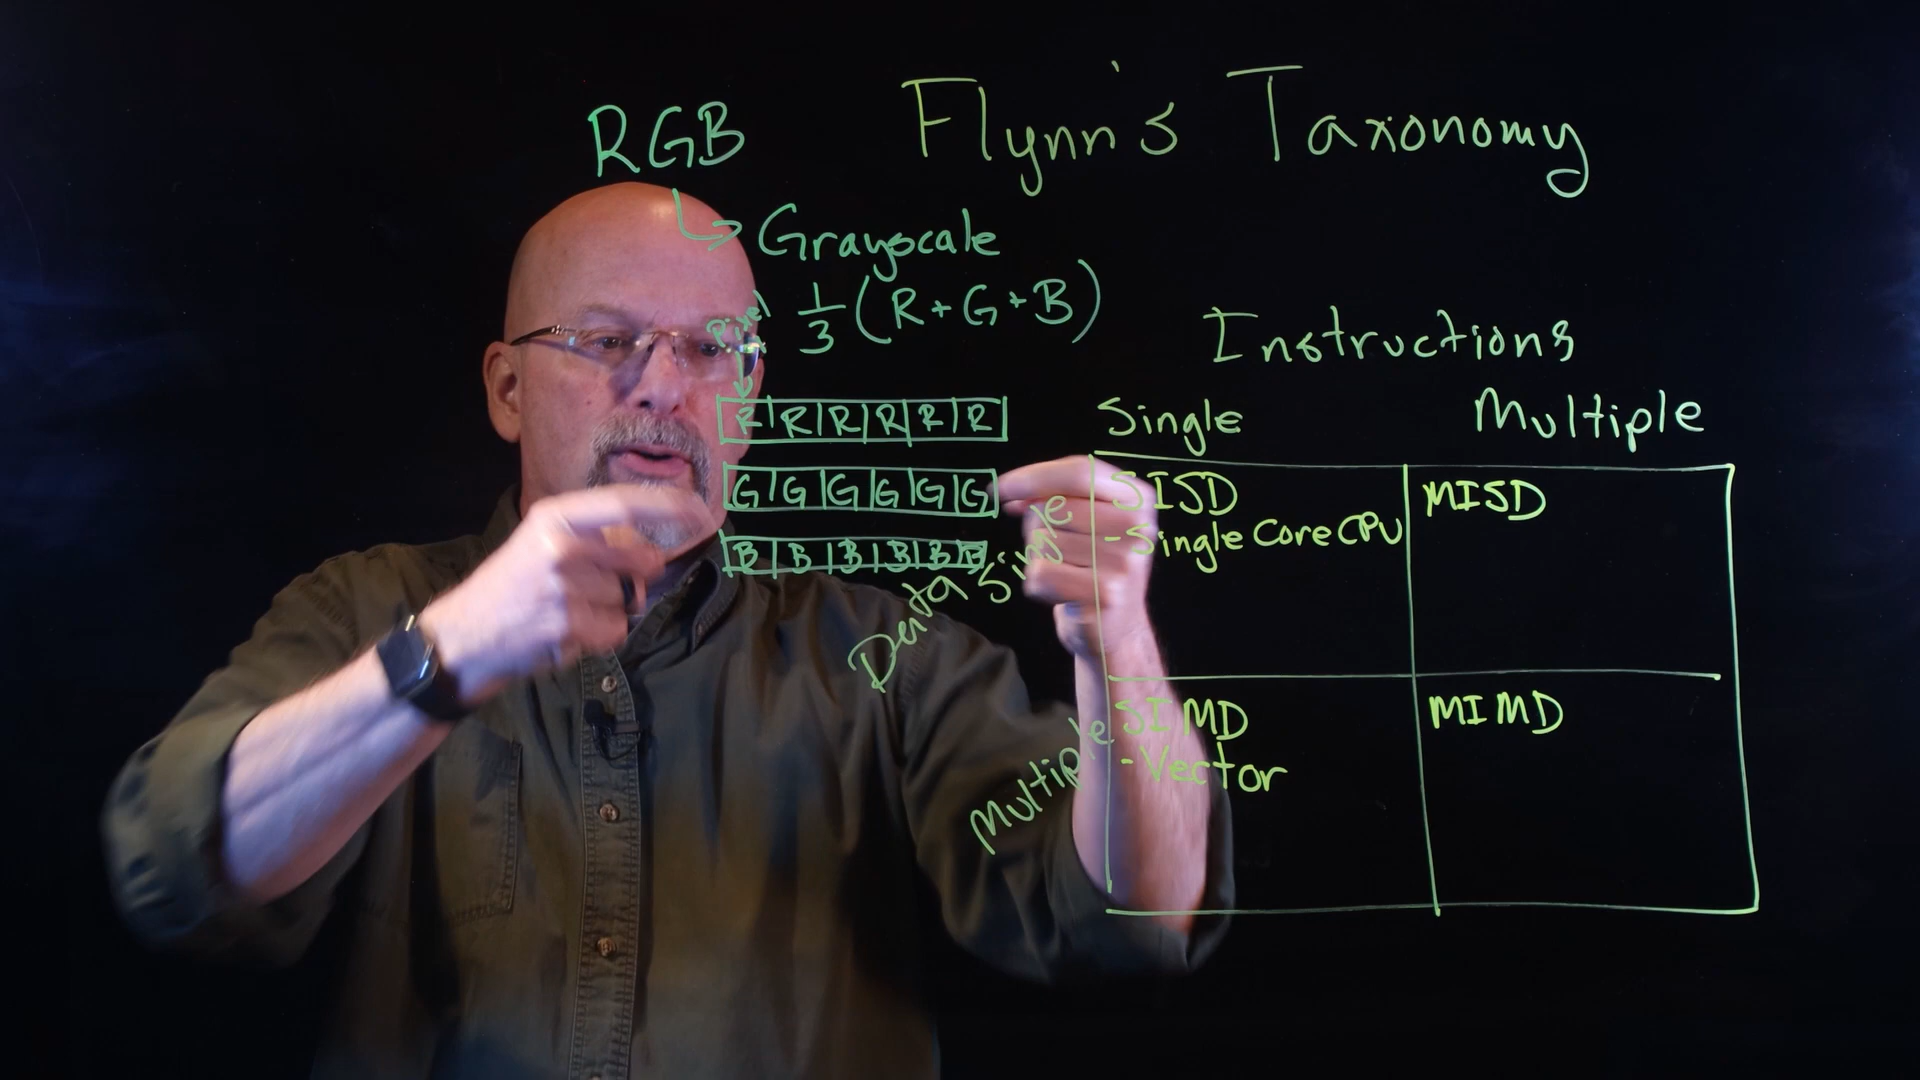 Flynn's Taxonomy
RGB
Grayscale
1/3 (R+G+B)
Pixel
R R R R R R
G G G G G G
B B B B B B
Instructions
Single Multiple
Data Single
Multiple
SISD
- Single Core CPU
MISD
SIMD
- Vector
MIMD